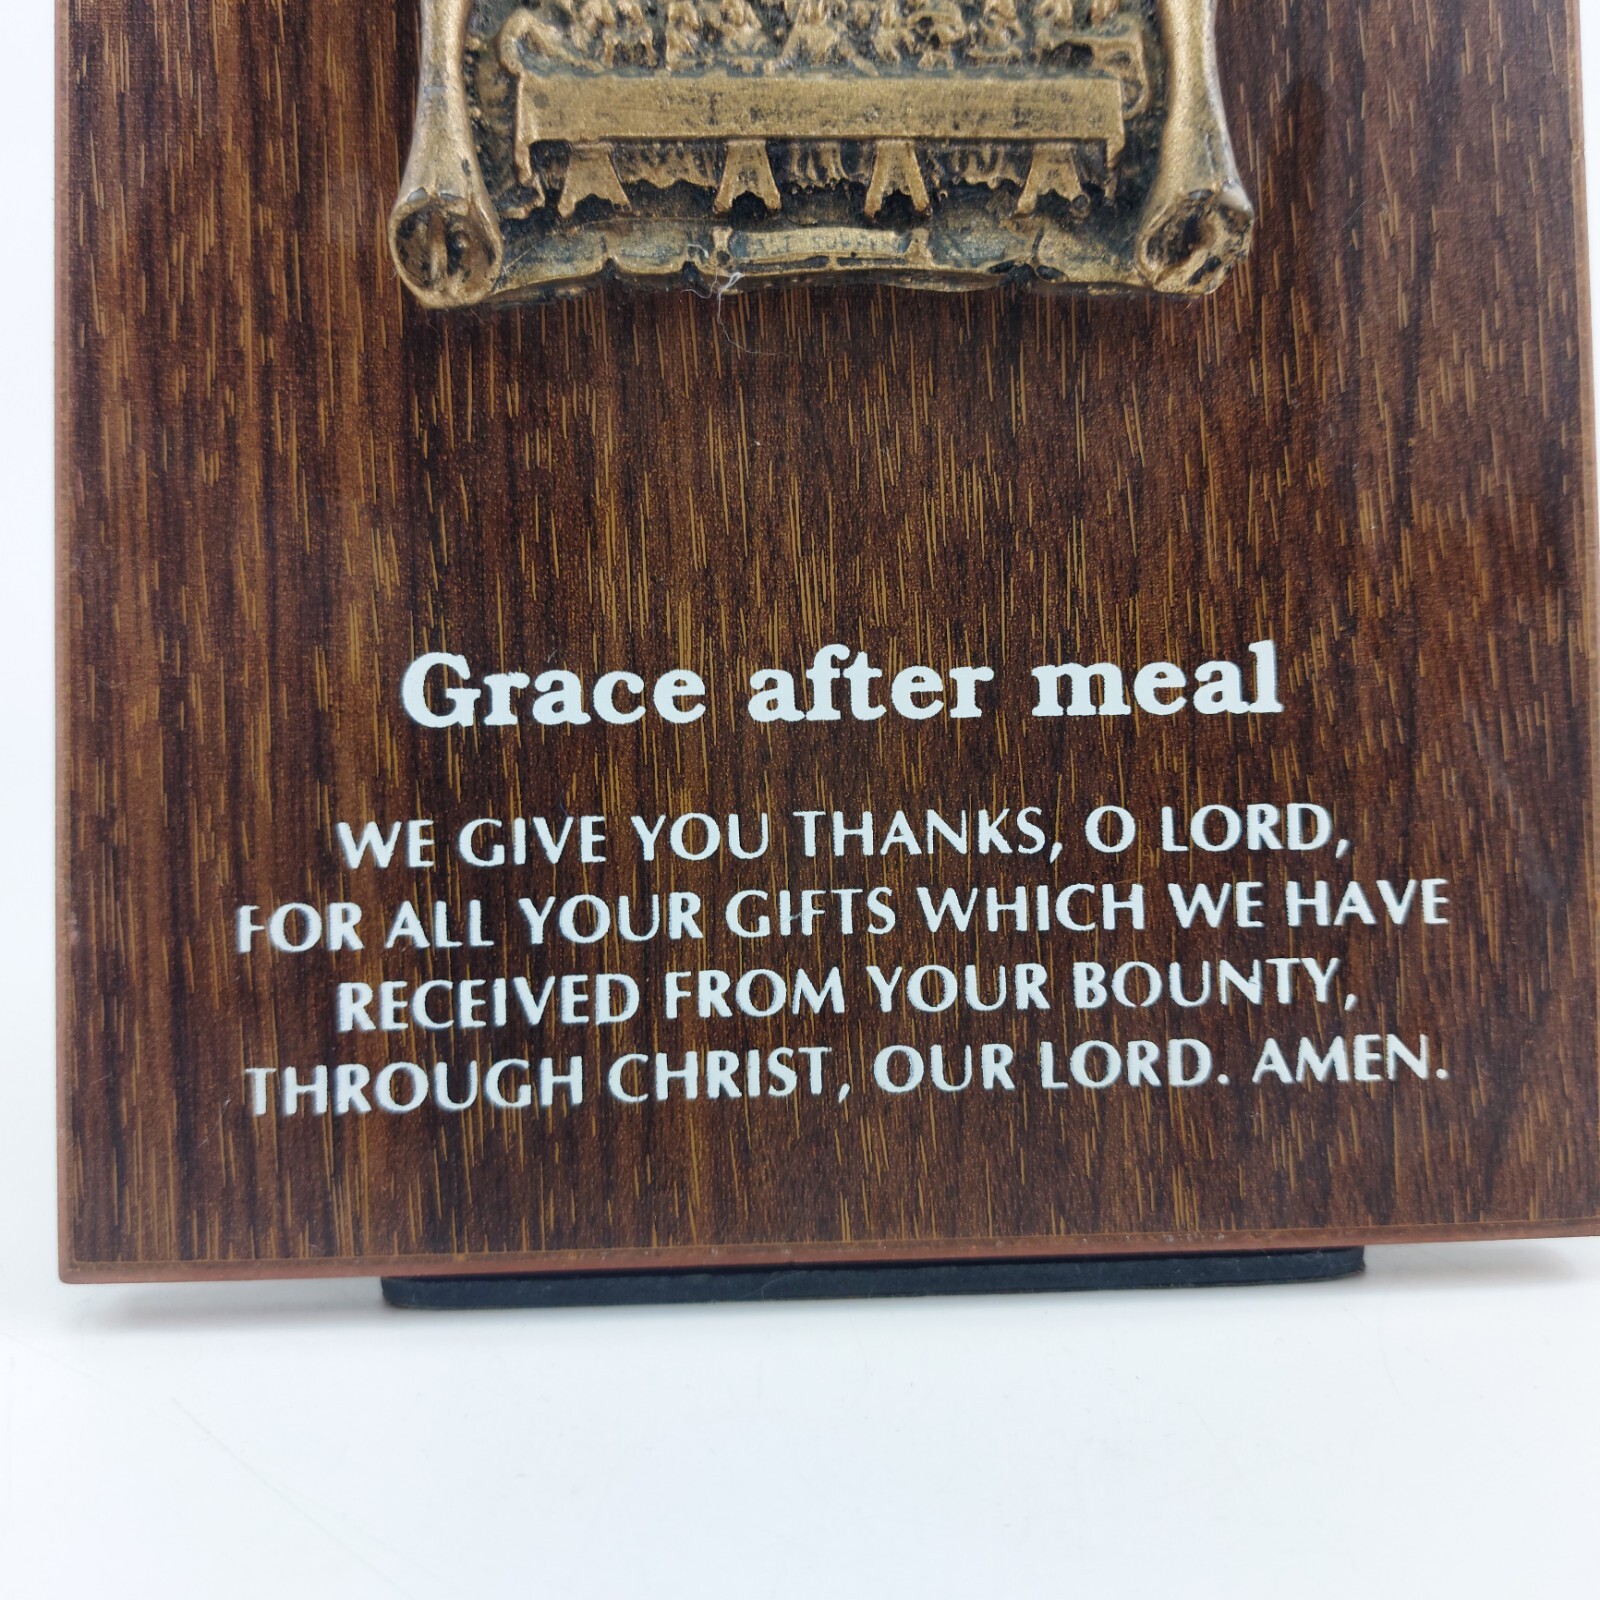 Grace after meal
WE GIVE YOU THANKS, O LORD,
FOR ALL YOUR GIFTS WHICH WE HAVE
RECEIVED FROM YOUR BOUNTY,
THROUGH CHRIST, OUR LORD. AMEN.